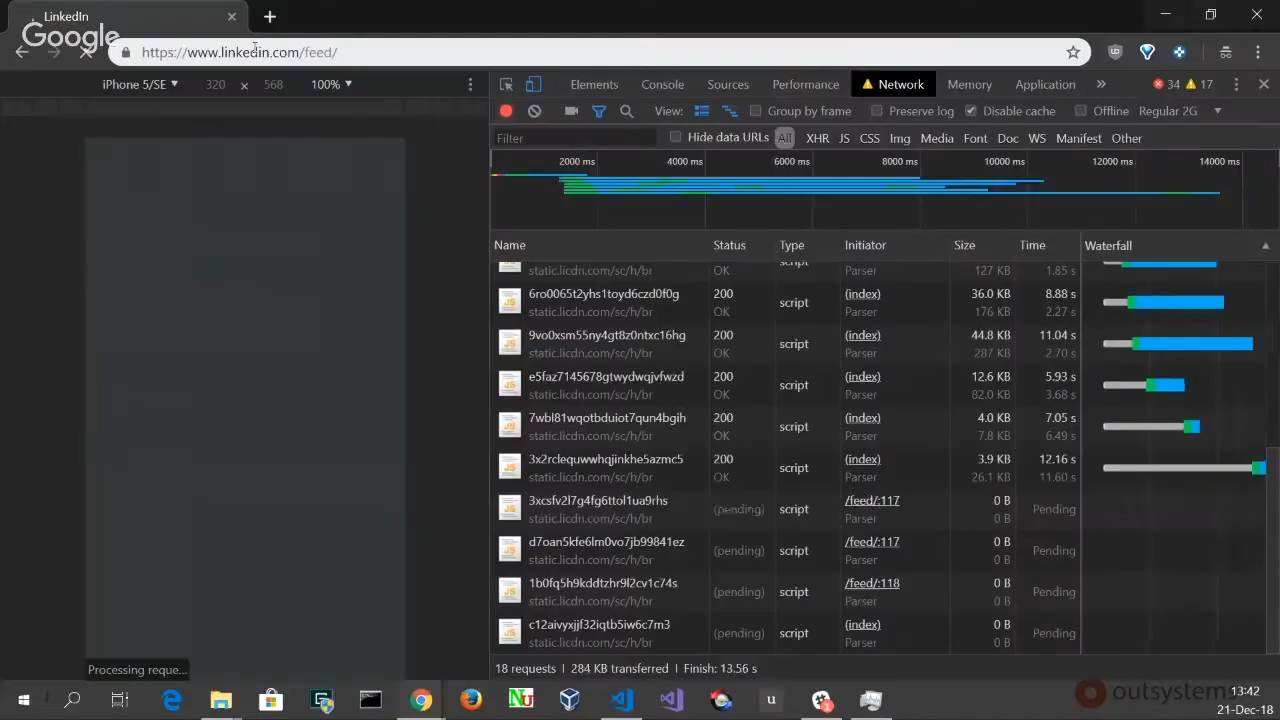 LinkedIn
Google
https://www.linkedin.com/feed/
iPhone 5/SE ▼ 320 x 568 100% ▼
Elements Console Sources Performance Network Memory Application » 34 17
View: Group by frame Preserve log Disable cache Offline Regular 2G ▼
Filter Hide data URLs All XHR JS CSS Img Media Font Doc WS Manifest Other
2000 ms 4000 ms 6000 ms 8000 ms 10000 ms 12000 ms 14000 ms
Name Status Type Initiator Size Time Waterfall
script
static.licdn.com/sc/h/br OK Parser 127 KB 1.85 s
6ro0065t2yhs1toyd6czd0f0g 200 script (index) 36.0 KB 8.88 s
static.licdn.com/sc/h/br OK Parser 176 KB 2.27 s
9vo0xsm55ny4gt8z0ntxc16hg 200 script (index) 44.8 KB 11.04 s
static.licdn.com/sc/h/br OK Parser 287 KB 2.70 s
e5faz7145678gtwydwqjvfwzd 200 script (index) 12.6 KB 5.93 s
static.licdn.com/sc/h/br OK Parser 82.0 KB 3.68 s
7wbl81wqotbduiot7qun4bgih 200 script (index) 4.0 KB 7.05 s
static.licdn.com/sc/h/br OK Parser 7.8 KB 6.49 s
3x2rclequwwhqjinkhe5azmc5 200 script (index) 3.9 KB 12.16 s
static.licdn.com/sc/h/br OK Parser 26.1 KB 11.60 s
3xcsfv2l7g4fg6ttol1ua9rhs (pending) script /feed/:117 0 B Pending
static.licdn.com/sc/h/br Parser 0 B
d7oan5kfe6lm0vo7jb99841ez (pending) script /feed/:117 0 B Pending
static.licdn.com/sc/h/br Parser 0 B
1b0fq5h9kddtzhr9l2cv1c74s (pending) script /feed/:118 0 B Pending
static.licdn.com/sc/h/br Parser 0 B
c12aivyxjjf32iqtb5iw6c7m3 (pending) script (index) 0 B Pending
static.licdn.com/sc/h/br Parser 0 B
Processing reque...
18 requests | 284 KB transferred | Finish: 13.56 s
outsystem
13:42
21-Dec-18